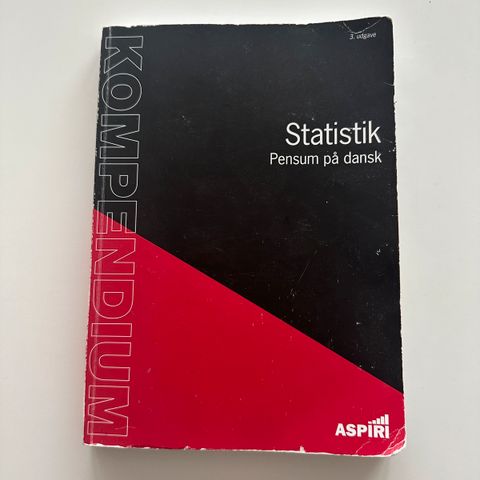 3. udgave
KOMPENDIUM
Statistik
Pensum på dansk
ASPIRI